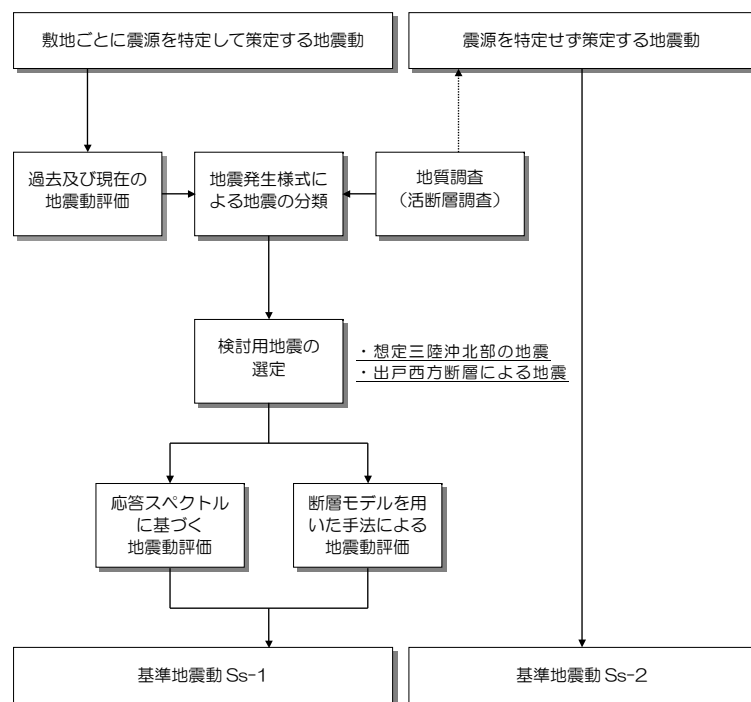 敷地ごとに震源を特定して策定する地震動
震源を特定せず策定する地震動
過去及び現在の
地震動評価
地震発生様式に
よる地震の分類
地質調査
（活断層調査）
検討用地震の
選定
・想定三陸沖北部の地震
・出戸西方断層による地震
応答スペクトル
に基づく
地震動評価
断層モデルを用
いた手法による
地震動評価
基準地震動 Ss-1
基準地震動 Ss-2